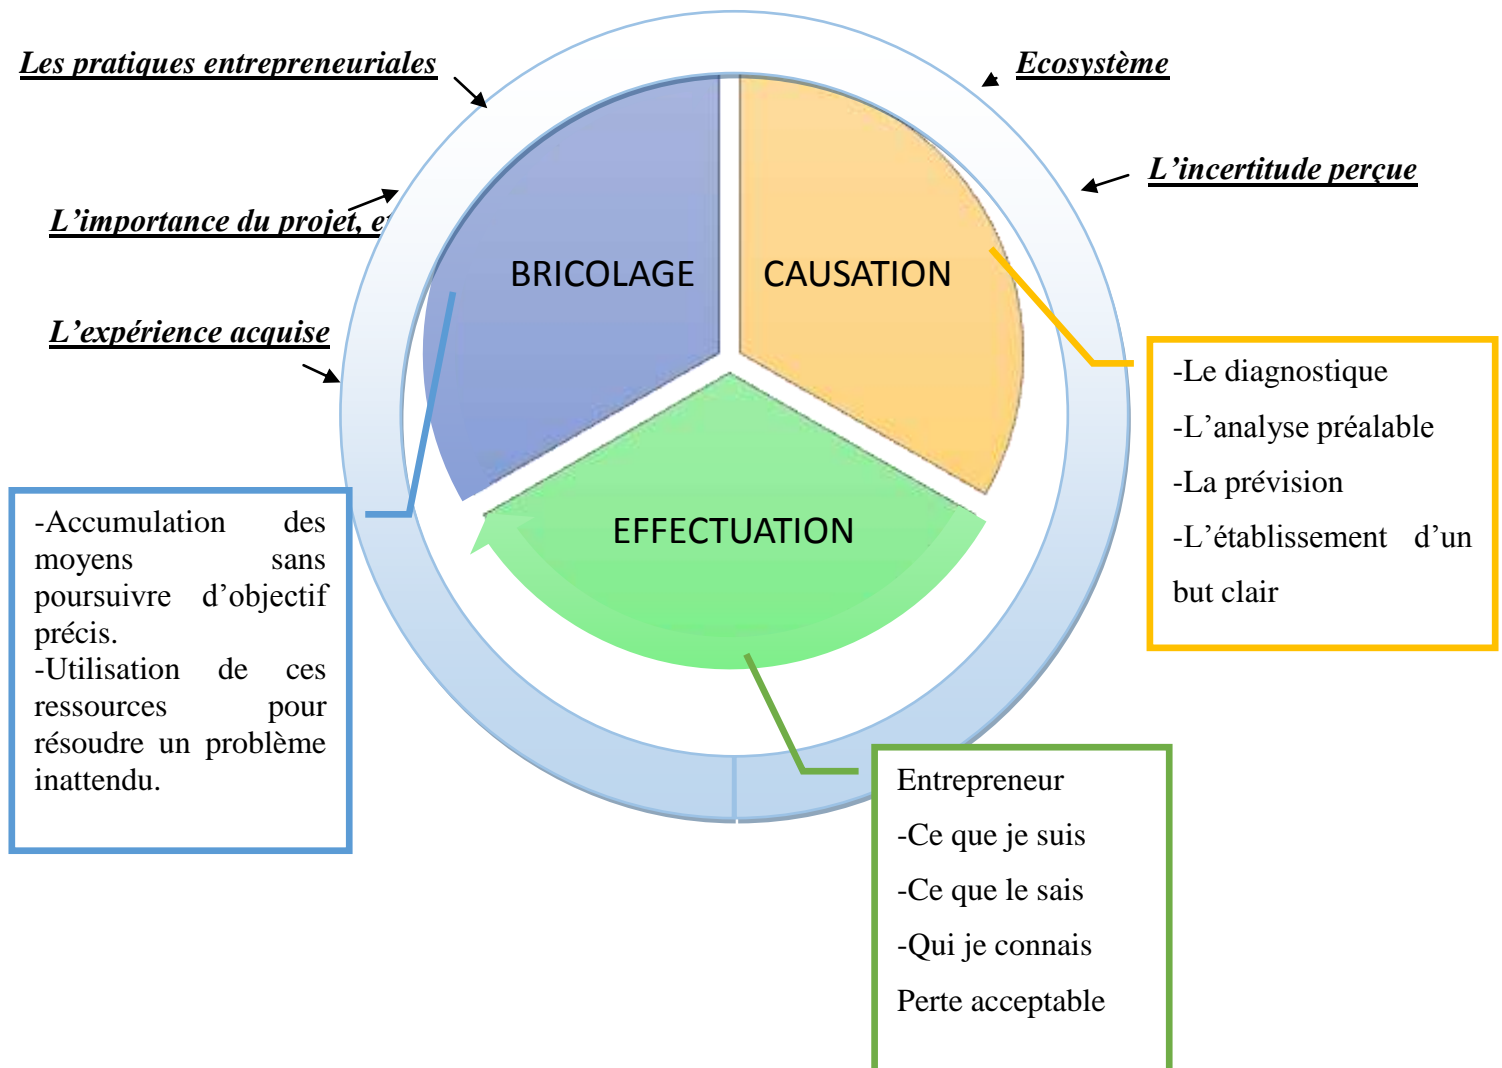 Les pratiques entrepreneuriales
Ecosystème
L'incertitude perçue
L'importance du projet, et
L'expérience acquise
BRICOLAGE
CAUSATION
EFFECTUATION
-Le diagnostique
-L'analyse préalable
-La prévision
-L'établissement d'un
but clair
-Accumulation des
moyens sans
poursuivre d'objectif
précis.
-Utilisation de ces
ressources pour
résoudre un problème
inattendu.
Entrepreneur
-Ce que je suis
-Ce que le sais
-Qui je connais
Perte acceptable